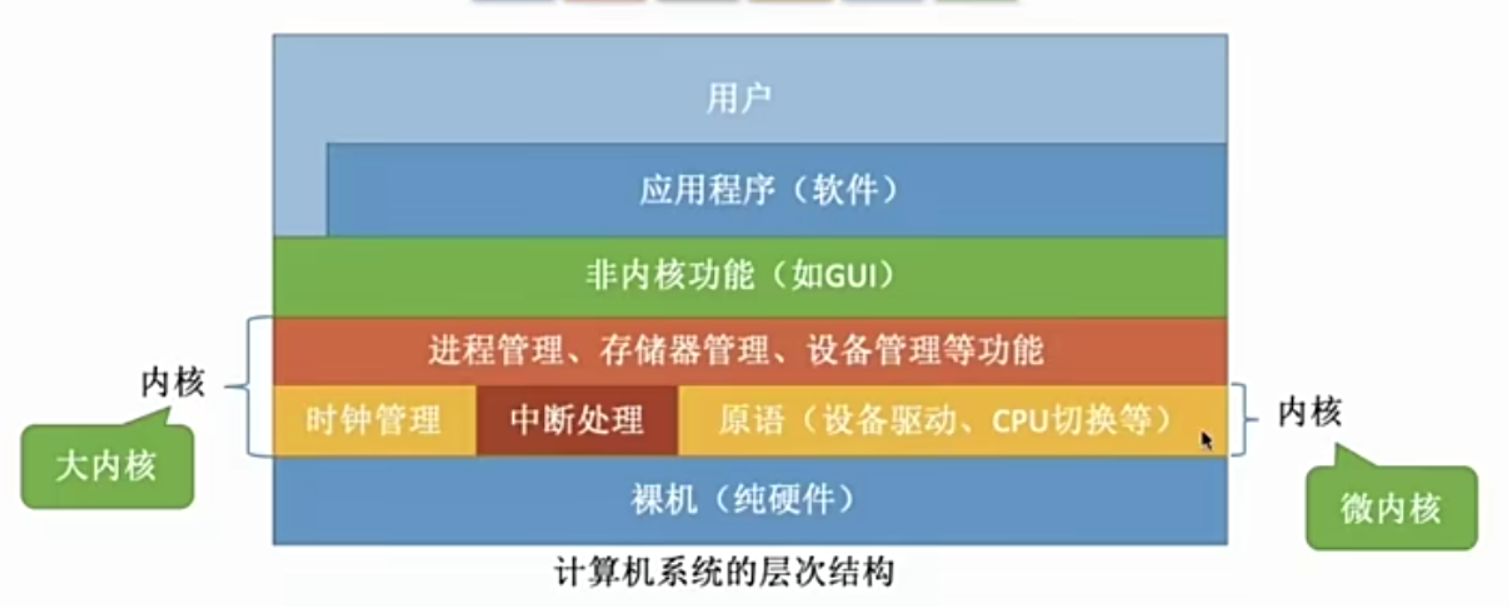 用户
应用程序（软件）
非内核功能（如GUI）
进程管理、存储器管理、设备管理等功能
内核
大内核
时钟管理
中断处理
原语（设备驱动、CPU切换等）
内核
微内核
裸机（纯硬件）
计算机系统的层次结构